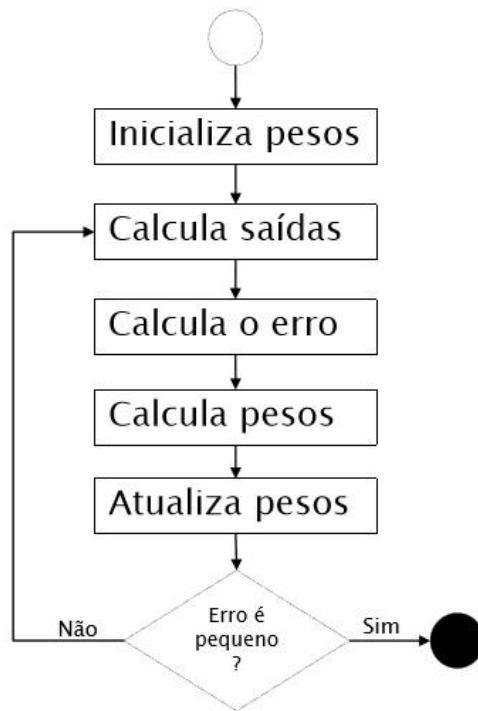 Inicializa pesos
Calcula saídas
Calcula o erro
Calcula pesos
Atualiza pesos
Erro é
pequeno
?
Não
Sim